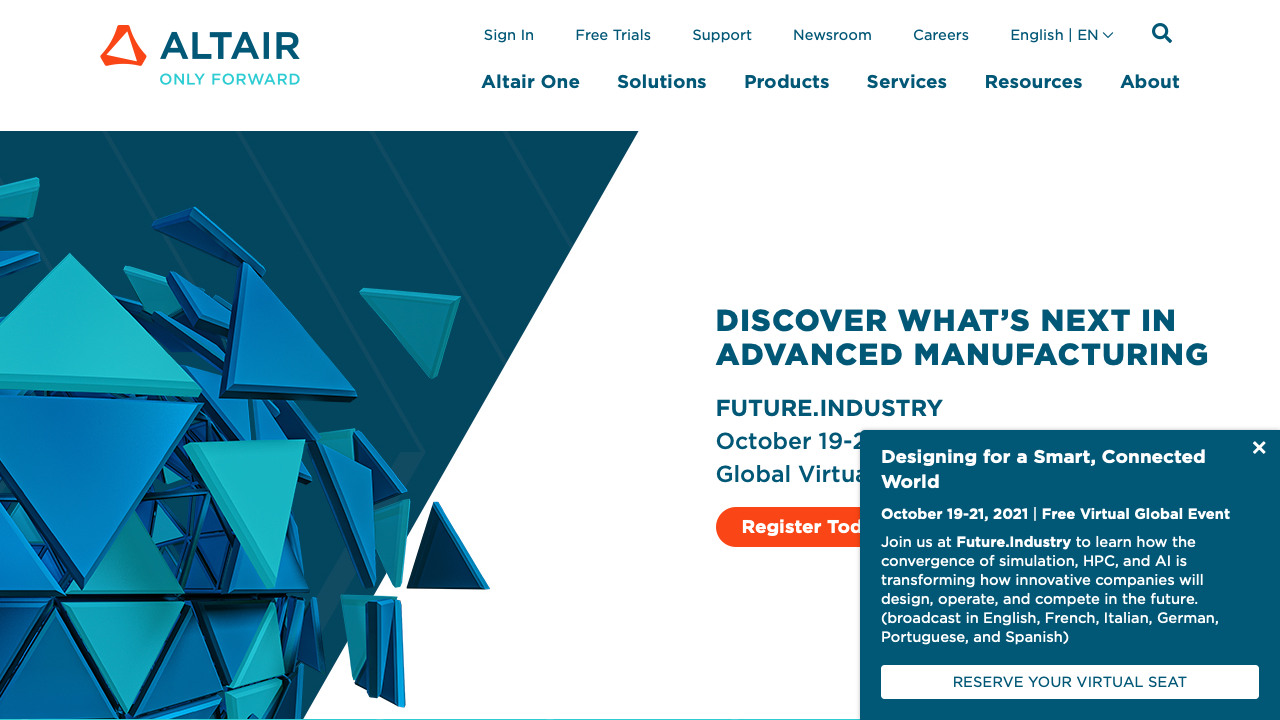 ALTAIR
ONLY FORWARD
Sign In
Free Trials
Support
Newsroom
Careers
English | EN
Altair One
Solutions
Products
Services
Resources
About
DISCOVER WHAT’S NEXT IN
ADVANCED MANUFACTURING
FUTURE.INDUSTRY
October 19-2
Global Virtua
Register Tod
Designing for a Smart, Connected
World
October 19-21, 2021 | Free Virtual Global Event
Join us at Future.Industry to learn how the
convergence of simulation, HPC, and AI is
transforming how innovative companies will
design, operate, and compete in the future.
(broadcast in English, French, Italian, German,
Portuguese, and Spanish)
RESERVE YOUR VIRTUAL SEAT